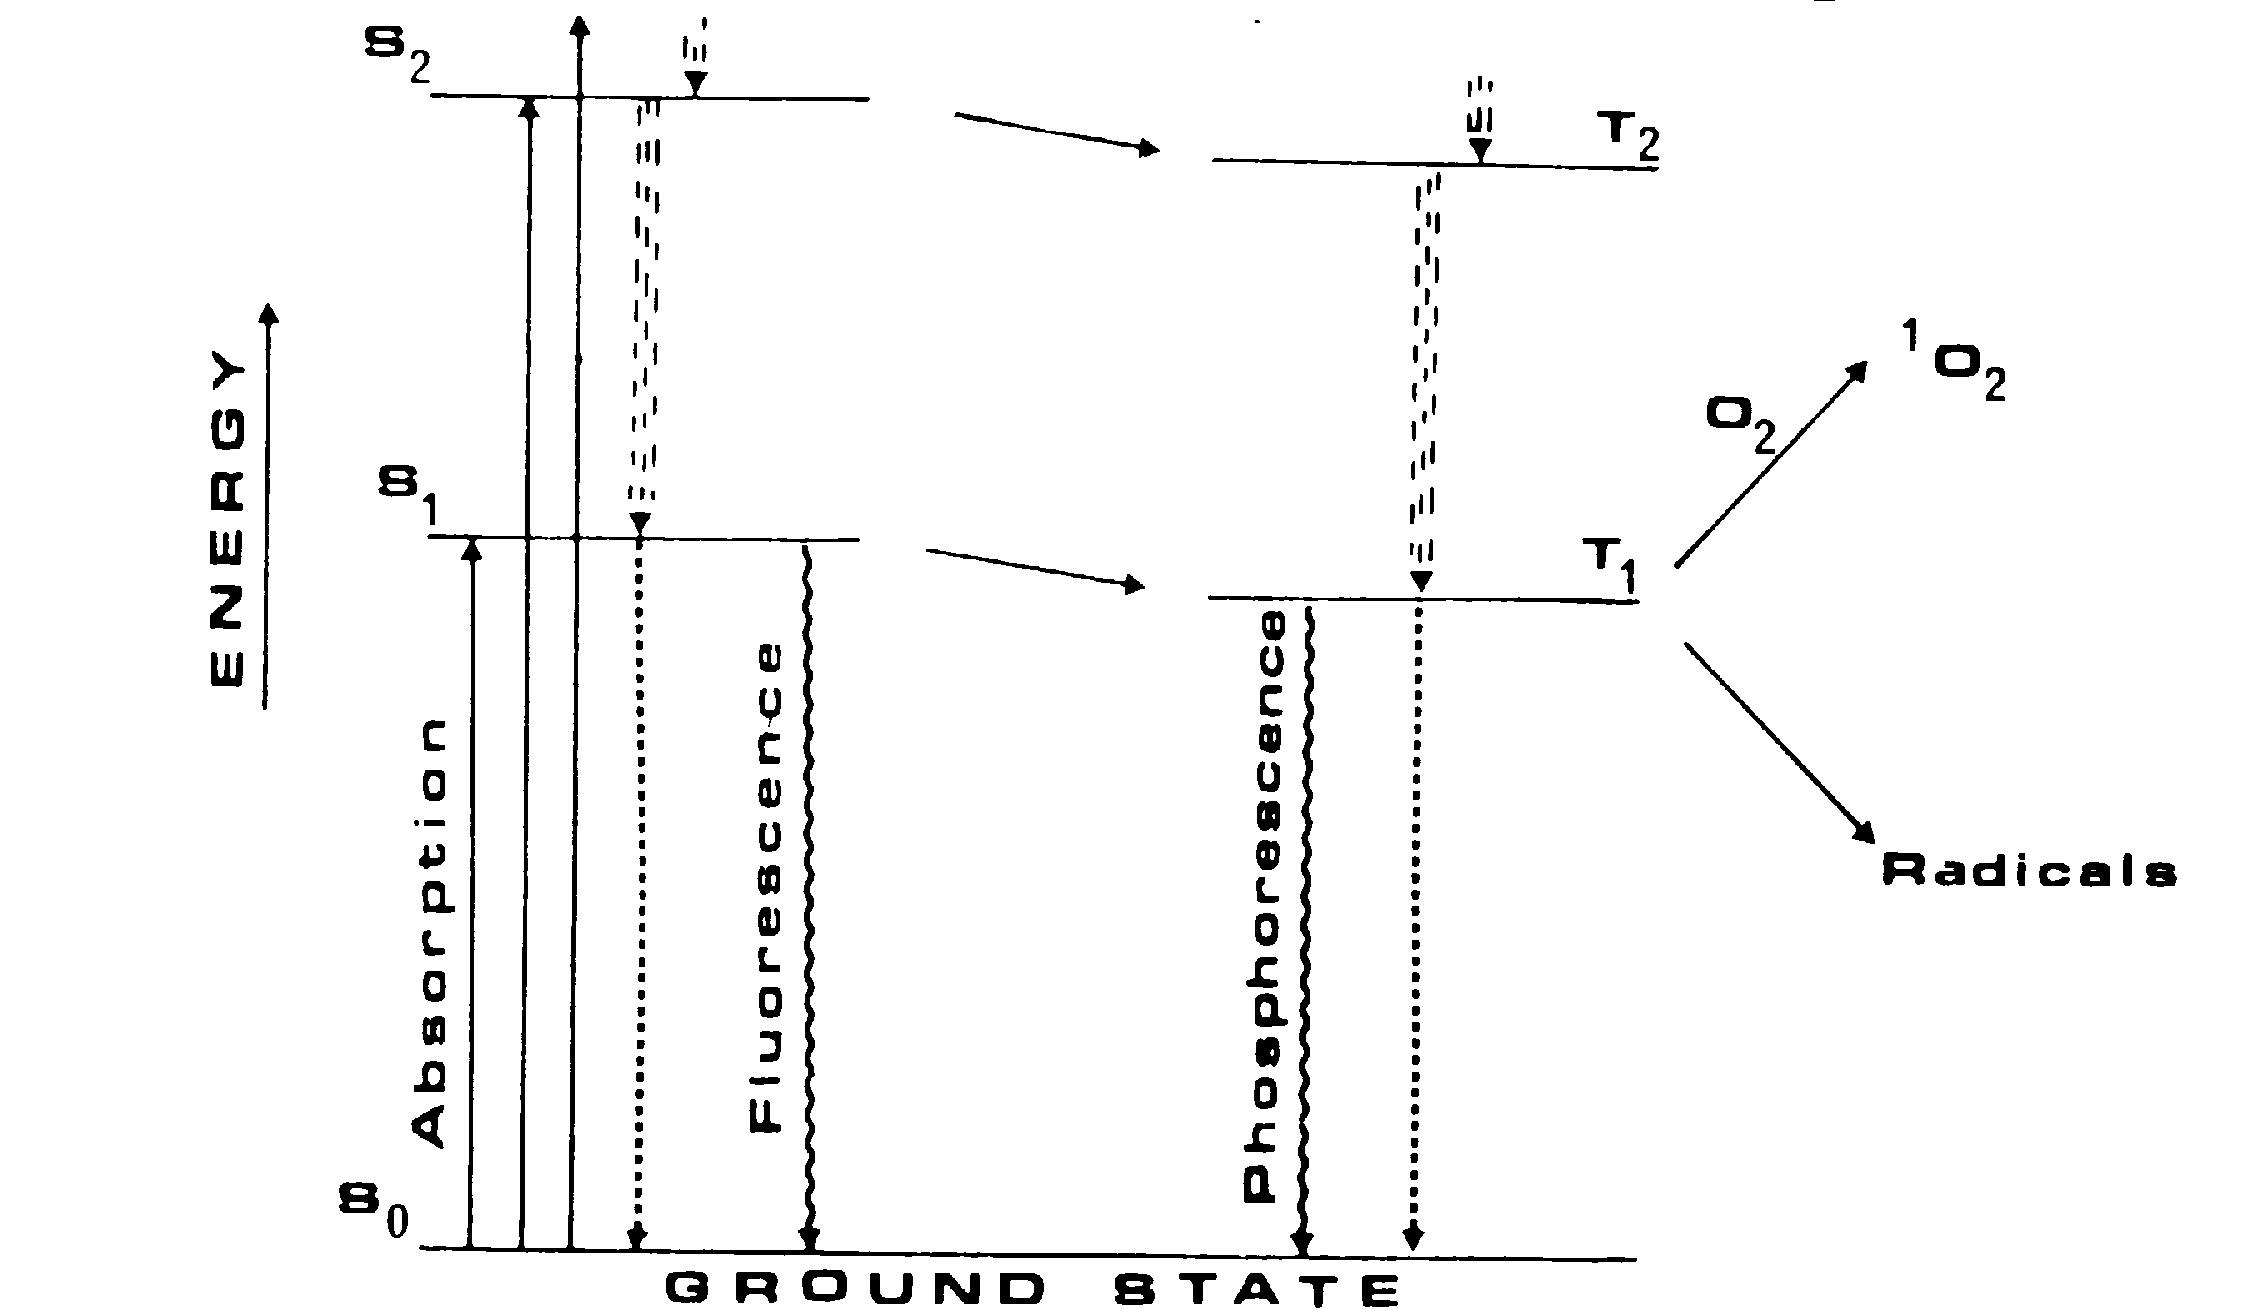 S₂
T₂
¹O₂
O₂
ENERGY
S₁
T₁
Absorption
Fluorescence
Phosphorescence
Radicals
S₀
GROUND STATE